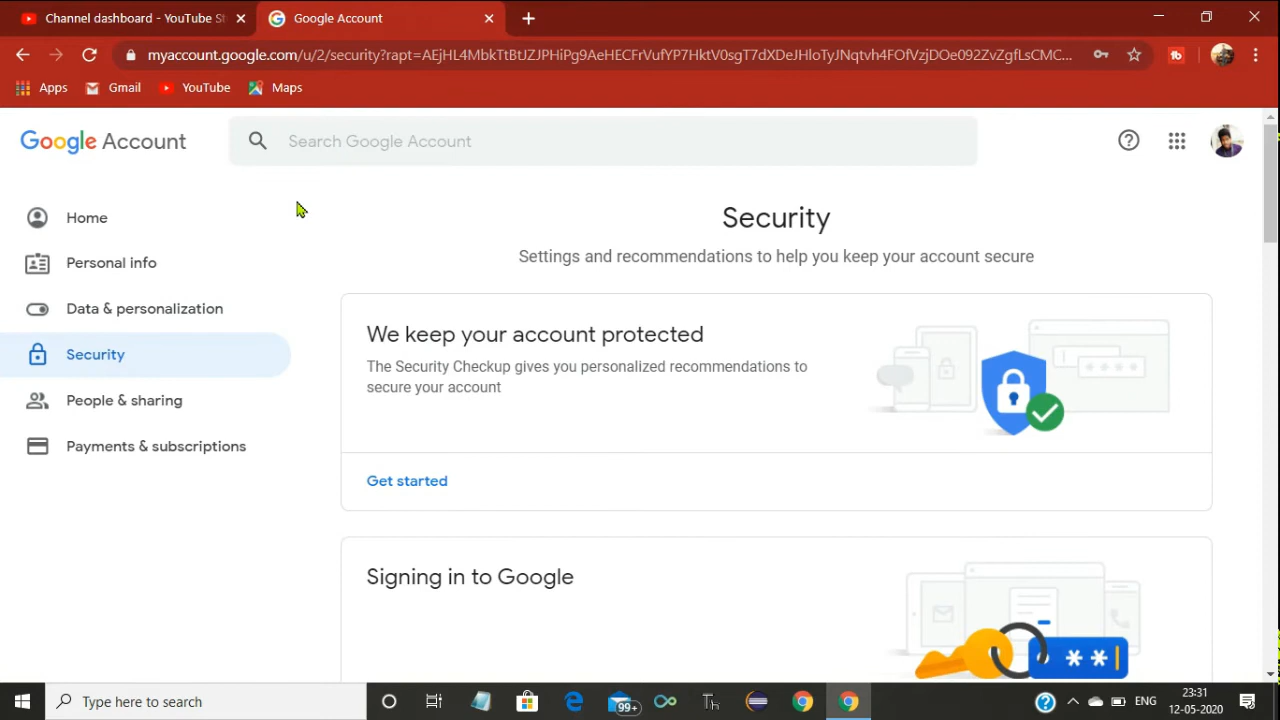 Channel dashboard - YouTube St
Google Account
myaccount.google.com/u/2/security?rapt=AEjHL4MbkTtBtJZJPHiPg9AeHECFrVufYP7HktV0sgT7dXDeJHloTyJNqtvh4FOfVzjDOe092ZvZgfLsCMC...
Apps
Gmail
YouTube
Maps
Google Account
Search Google Account
Home
Personal info
Data & personalization
Security
People & sharing
Payments & subscriptions
Security
Settings and recommendations to help you keep your account secure
We keep your account protected
The Security Checkup gives you personalized recommendations to
secure your account
Get started
Signing in to Google
**
Type here to search
99+
Th
ENG
23:31
12-05-2020